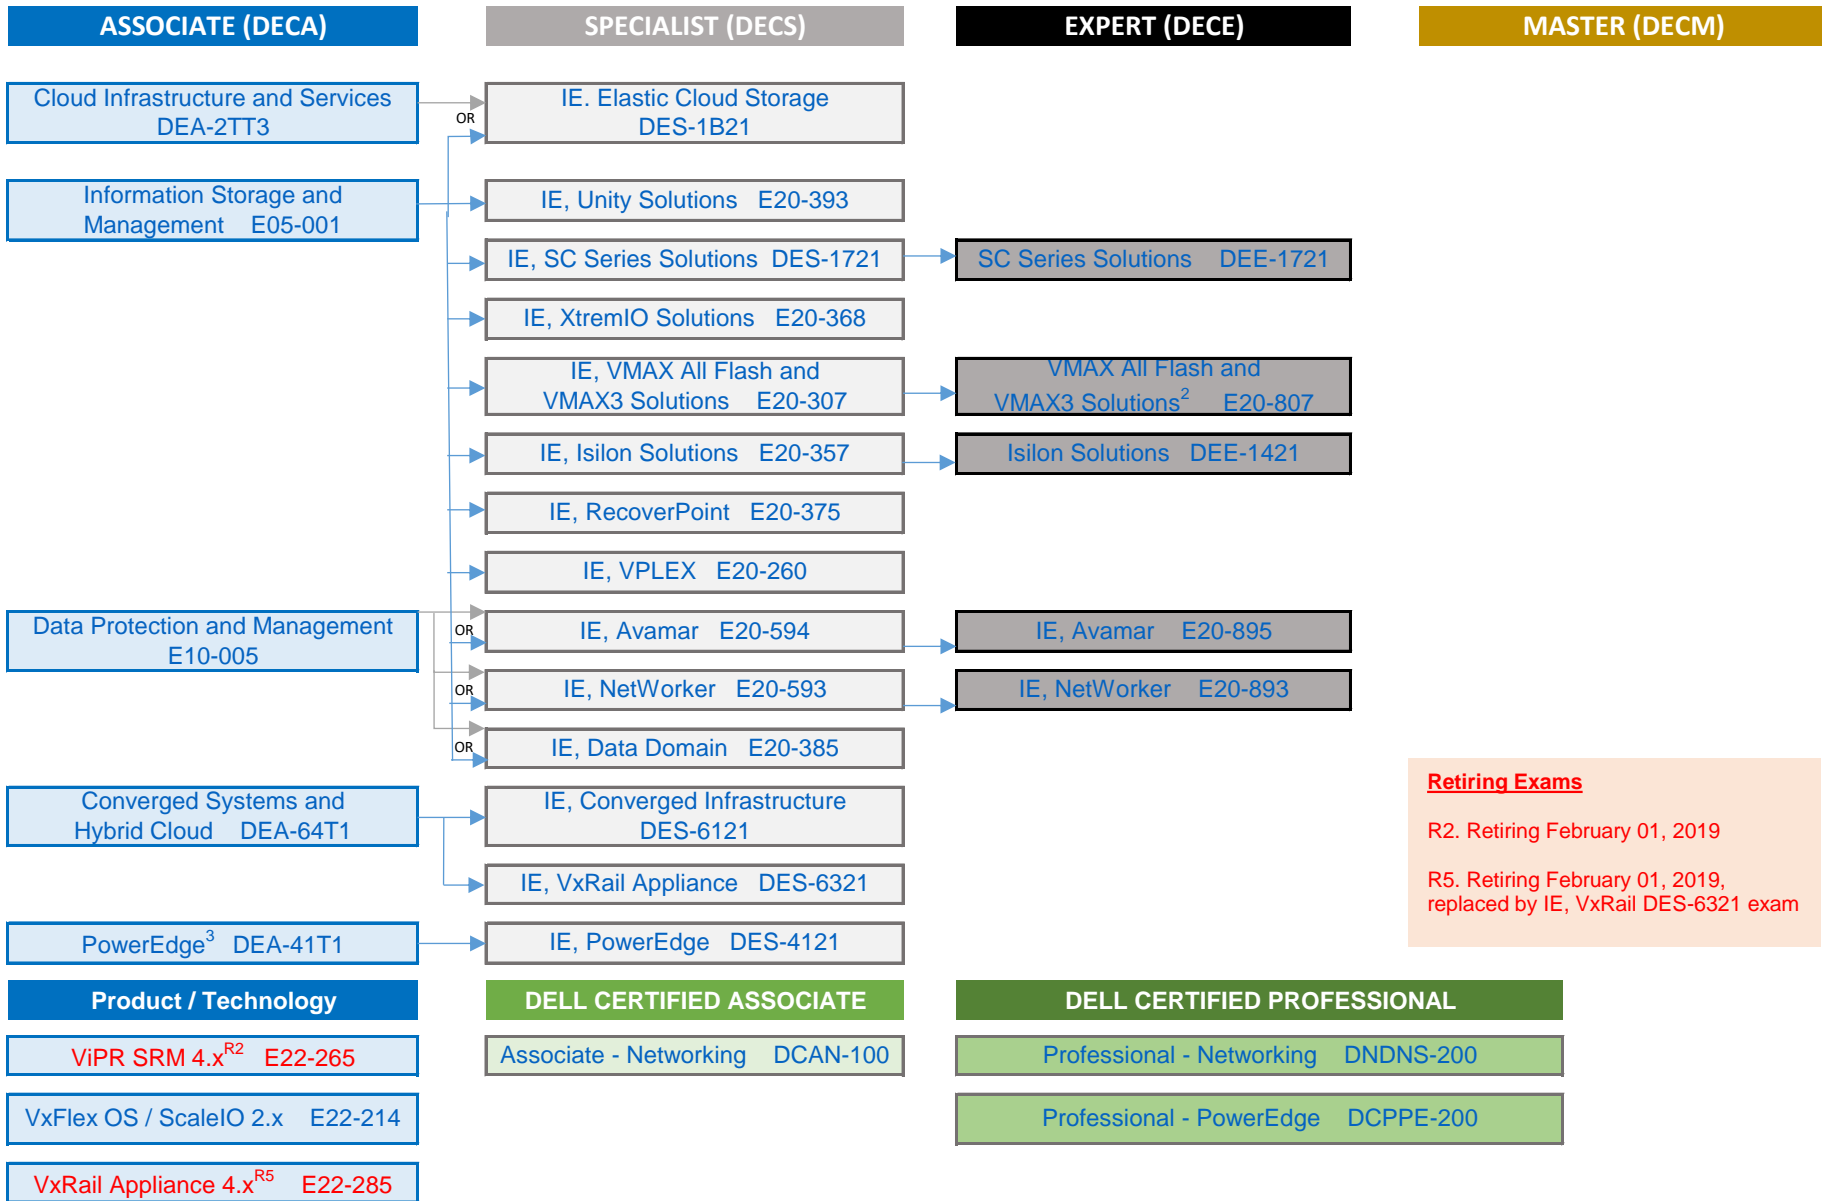 ASSOCIATE (DECA)
SPECIALIST (DECS)
EXPERT (DECE)
MASTER (DECM)
Cloud Infrastructure and Services
DEA-2TT3
OR
IE. Elastic Cloud Storage
DES-1B21
Information Storage and
Management E05-001
IE, Unity Solutions E20-393
IE, SC Series Solutions DES-1721
SC Series Solutions DEE-1721
IE, XtremIO Solutions E20-368
IE, VMAX All Flash and
VMAX3 Solutions E20-307
VMAX All Flash and
VMAX3 Solutions2 E20-807
IE, Isilon Solutions E20-357
Isilon Solutions DEE-1421
IE, RecoverPoint E20-375
IE, VPLEX E20-260
Data Protection and Management
E10-005
OR
IE, Avamar E20-594
IE, Avamar E20-895
OR
IE, NetWorker E20-593
IE, NetWorker E20-893
OR
IE, Data Domain E20-385
Converged Systems and
Hybrid Cloud DEA-64T1
IE, Converged Infrastructure
DES-6121
IE, VxRail Appliance DES-6321
PowerEdge3 DEA-41T1
IE, PowerEdge DES-4121
Retiring Exams
R2. Retiring February 01, 2019
R5. Retiring February 01, 2019,
replaced by IE, VxRail DES-6321 exam
Product / Technology
DELL CERTIFIED ASSOCIATE
DELL CERTIFIED PROFESSIONAL
ViPR SRM 4.xR2 E22-265
Associate - Networking DCAN-100
Professional - Networking DNDNS-200
VxFlex OS / ScaleIO 2.x E22-214
Professional - PowerEdge DCPPE-200
VxRail Appliance 4.xR5 E22-285